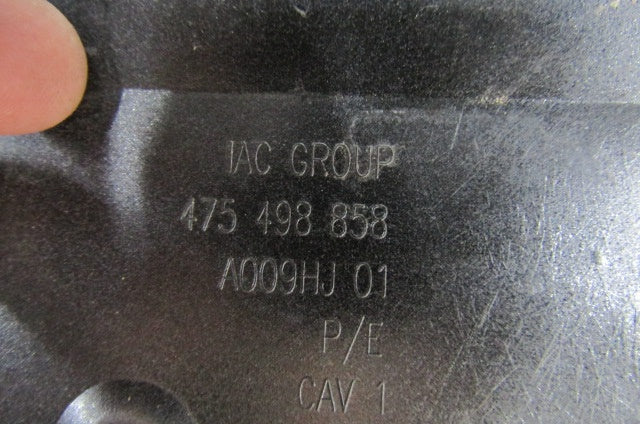 IAC GROUP
475 498 858
A009HJ 01
P/E
CAV 1